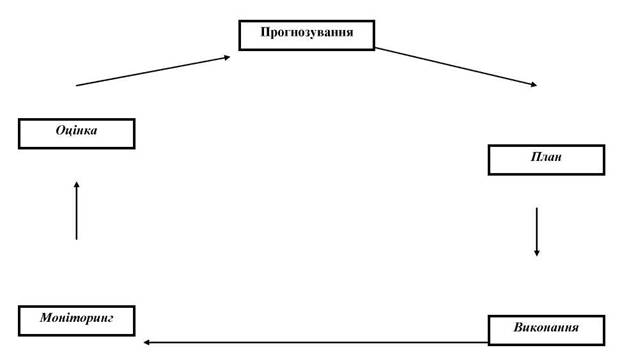 Прогнозування
Оцінка
План
Моніторинг
Виконання